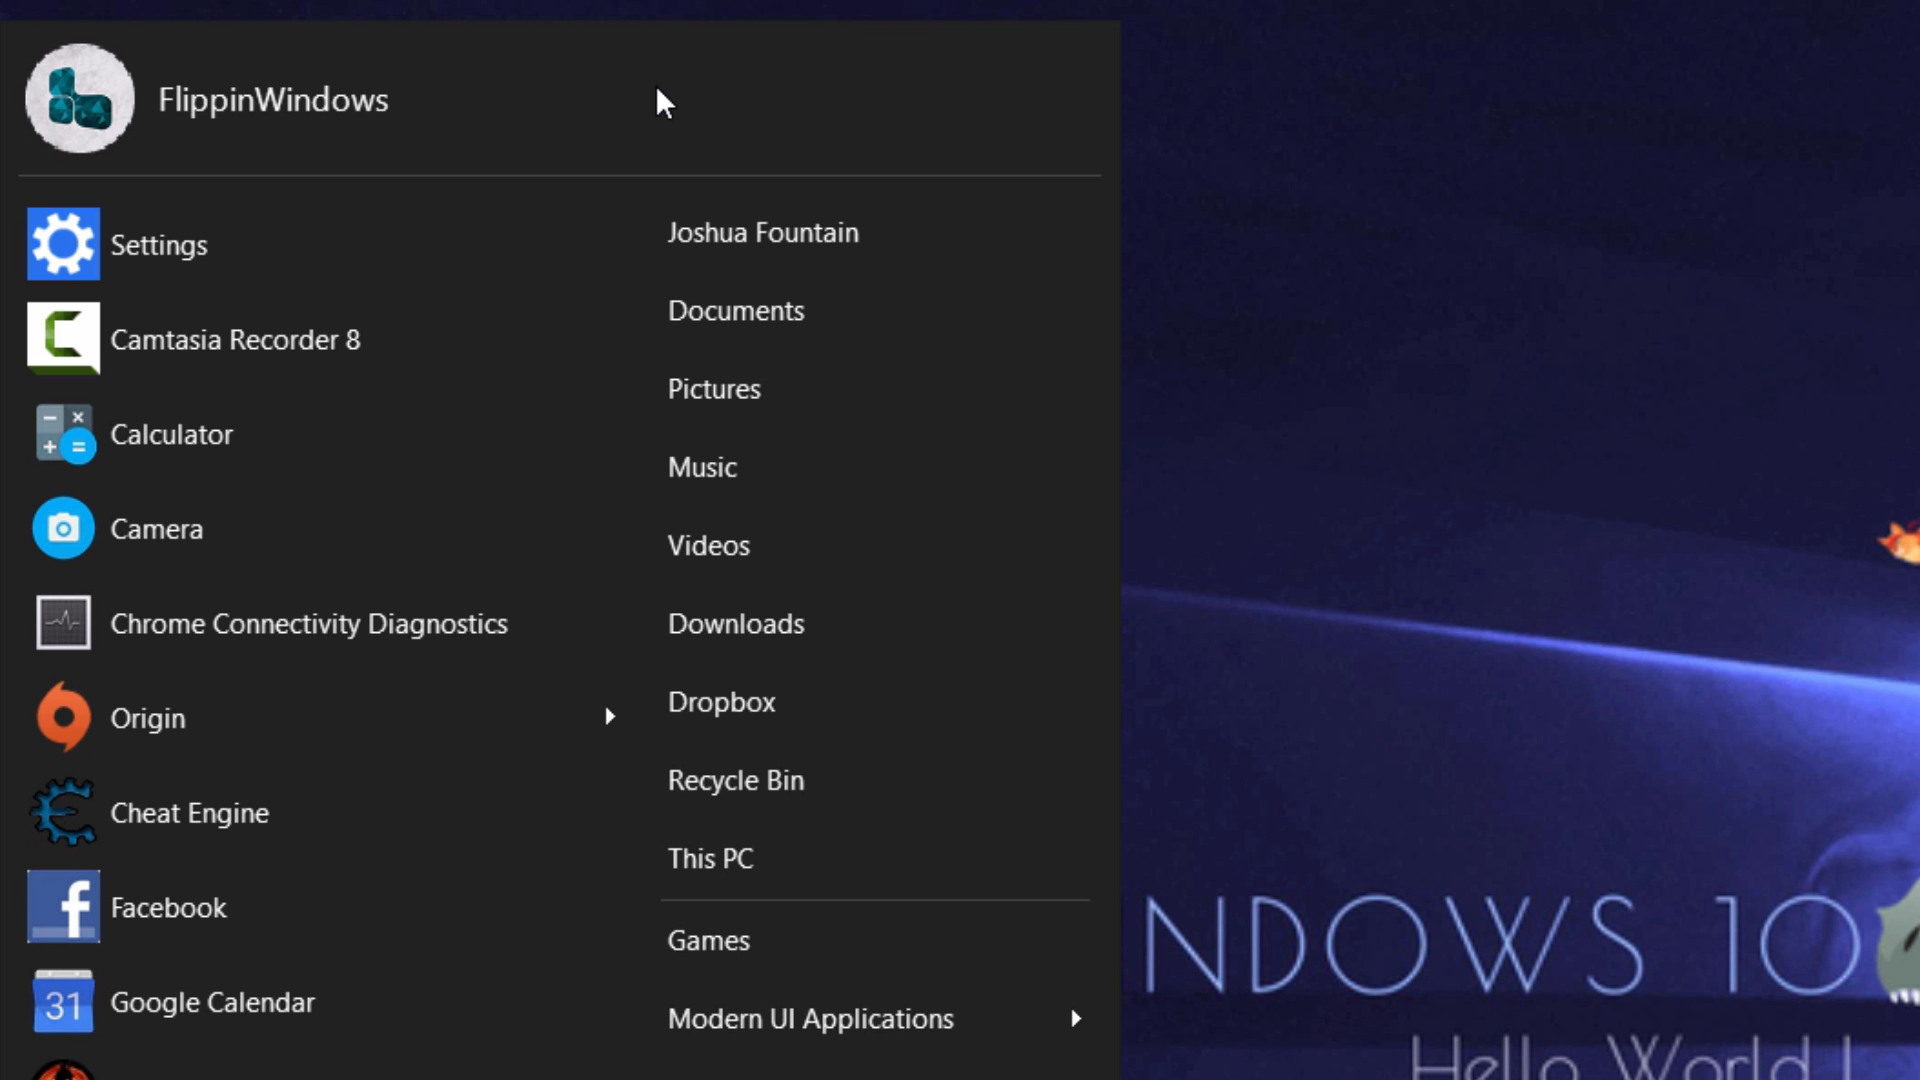 FlippinWindows
Settings
Camtasia Recorder 8
Calculator
Camera
Chrome Connectivity Diagnostics
Origin
Cheat Engine
Facebook
31 Google Calendar
Joshua Fountain
Documents
Pictures
Music
Videos
Downloads
Dropbox
Recycle Bin
This PC
Games
Modern UI Applications
NDOWS 10
Hello World !